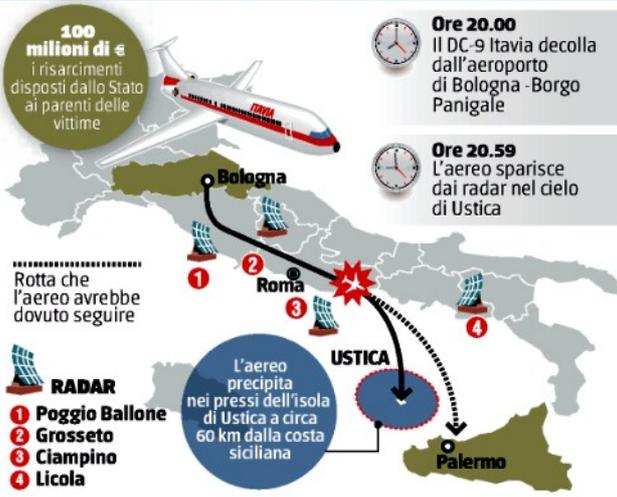 100
milioni di €
i risarcimenti
disposti dallo Stato
ai parenti delle
vittime
ITAVIA
Ore 20.00
Il DC-9 Itavia decolla
dall'aeroporto
di Bologna -Borgo
Panigale
Ore 20.59
L'aereo sparisce
dai radar nel cielo
di Ustica
Bologna
1
2
Roma
3
4
Rotta che
l'aereo avrebbe
dovuto seguire
USTICA
L'aereo
precipita
nei pressi dell'isola
di Ustica a circa
60 km dalla costa
siciliana
Palermo
RADAR
1 Poggio Ballone
2 Grosseto
3 Ciampino
4 Licola